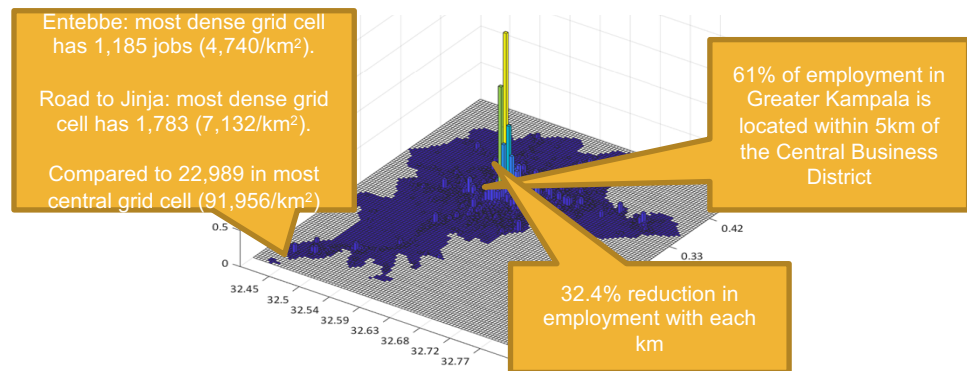 Entebbe: most dense grid cell
has 1,185 jobs (4,740/km²).
Road to Jinja: most dense grid
cell has 1,783 (7,132/km²).
Compared to 22,989 in most
central grid cell (91,956/km²)
61% of employment in
Greater Kampala is
located within 5km of
the Central Business
District
32.4% reduction in
employment with each
km
0.5
0
32.45
32.5
32.54
32.59
32.63
32.68
32.72
32.77
0.33
0.42